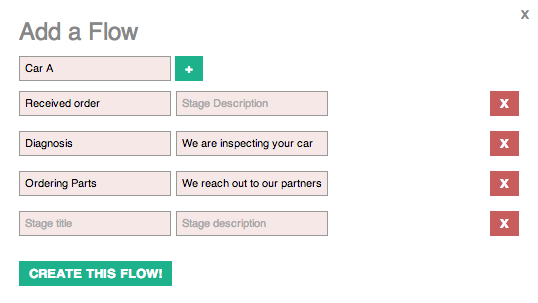 x
Add a Flow
Car A +
Received order Stage Description X
Diagnosis We are inspecting your car X
Ordering Parts We reach out to our partners X
Stage title Stage description X
CREATE THIS FLOW!